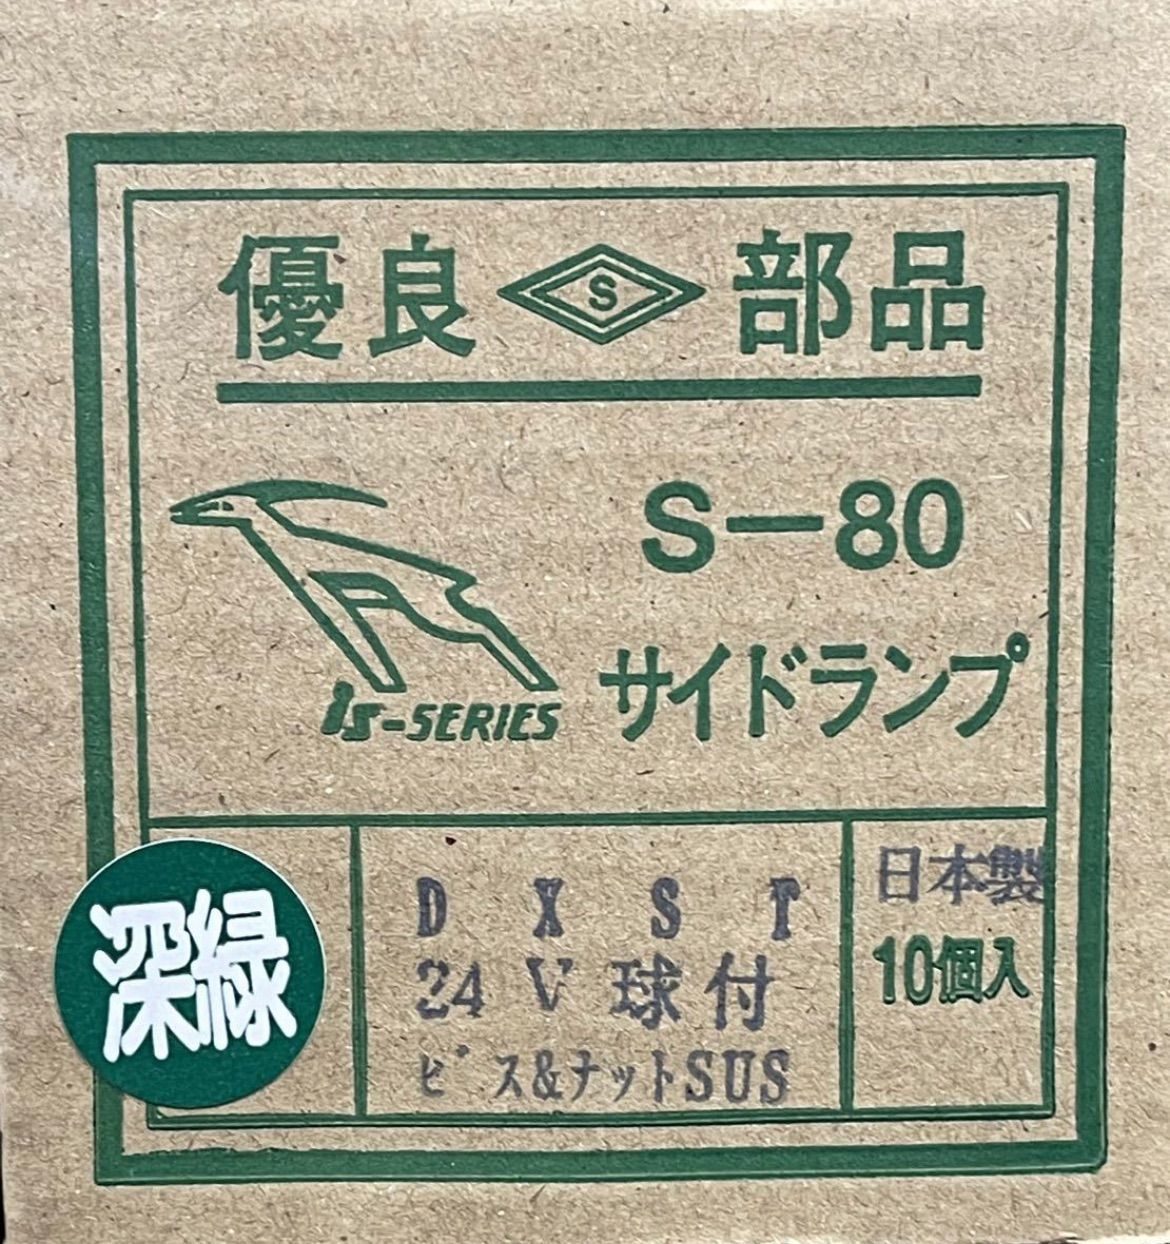 優良 S 部品
S-80
is-SERIES
サイドランプ
深緑
DXST
24V球付
ビス&ナットSUS
日本製
10個入